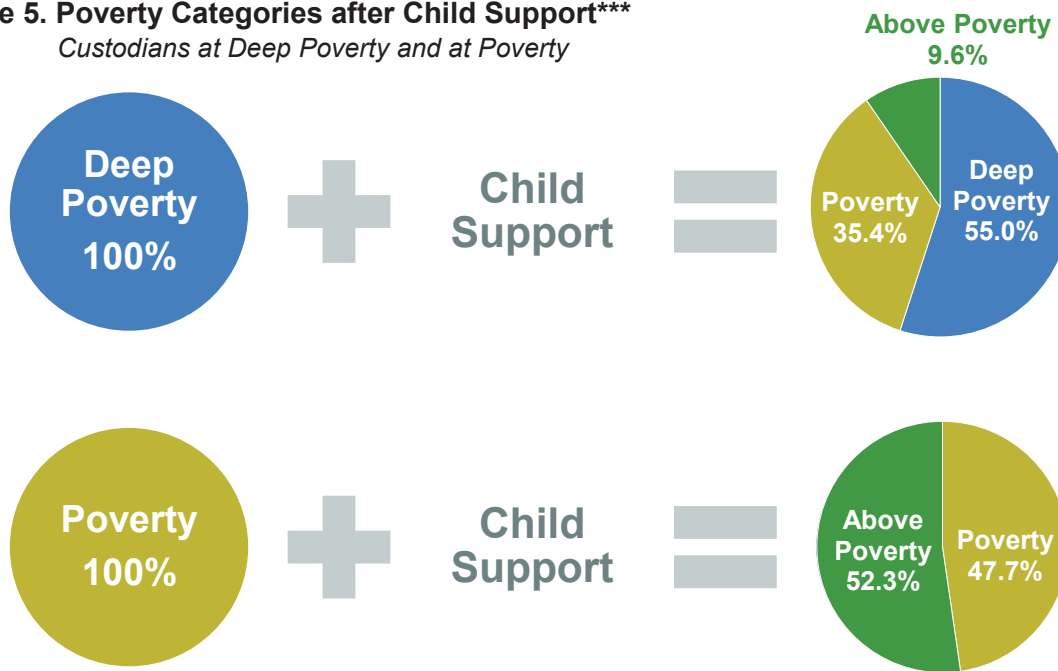 e 5. Poverty Categories after Child Support***
Custodians at Deep Poverty and at Poverty
Deep
Poverty
100%
Child
Support
Above Poverty
9.6%
Poverty
35.4%
Deep
Poverty
55.0%
Poverty
100%
Child
Support
Above
Poverty
52.3%
Poverty
47.7%